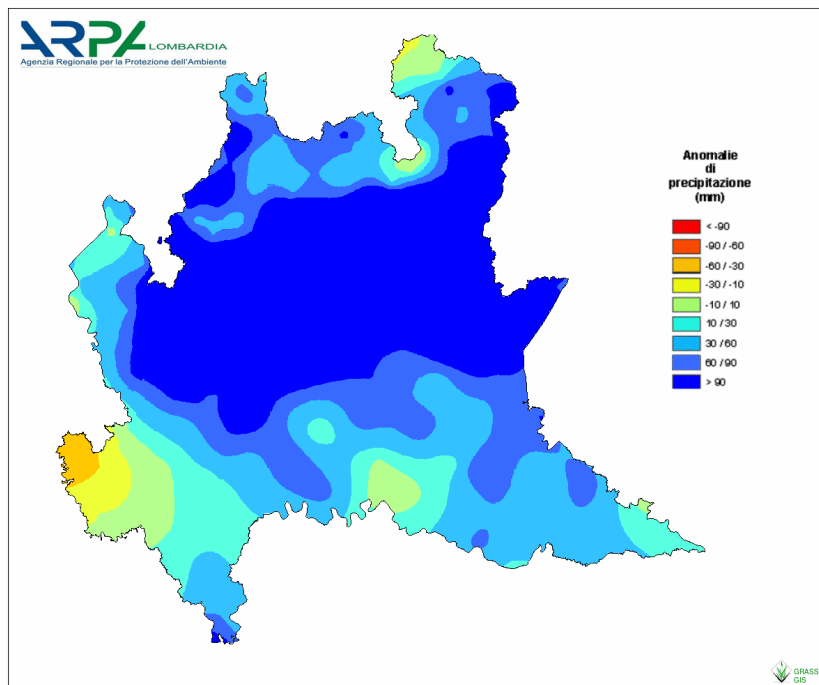 ARPA LOMBARDIA
Agenzia Regionale per la Protezione dell'Ambiente
Anomalie
di
precipitazione
(mm)
< -90
-90 / -60
-60 / -30
-30 / -10
-10 / 10
10 / 30
30 / 60
60 / 90
> 90
GRASS
GIS